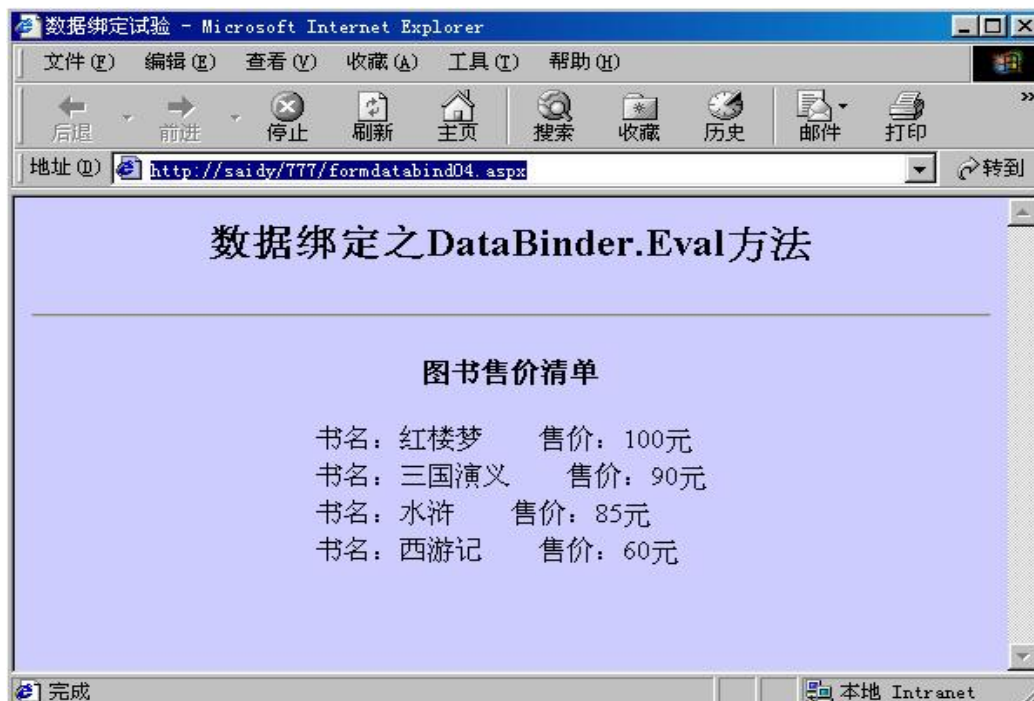 数据绑定试验 - Microsoft Internet Explorer
文件(F) 编辑(E) 查看(V) 收藏(A) 工具(T) 帮助(H)
后退 前进 停止 刷新 主页 搜索 收藏 历史 邮件 打印 »
地址(D) http://saidy/777/formdatabind04.aspx 转到
数据绑定之DataBinder.Eval方法
图书售价清单
书名：红楼梦 售价：100元
书名：三国演义 售价：90元
书名：水浒 售价：85元
书名：西游记 售价：60元
完成 本地 Intranet